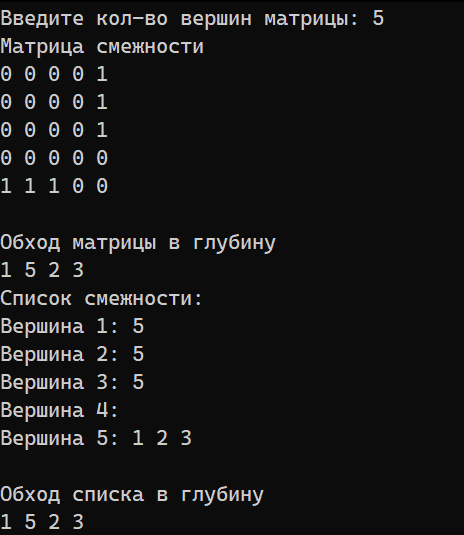 Введите кол-во вершин матрицы: 5
Матрица смежности
0 0 0 0 1
0 0 0 0 1
0 0 0 0 1
0 0 0 0 0
1 1 1 0 0
Обход матрицы в глубину
1 5 2 3
Список смежности:
Вершина 1: 5
Вершина 2: 5
Вершина 3: 5
Вершина 4:
Вершина 5: 1 2 3
Обход списка в глубину
1 5 2 3